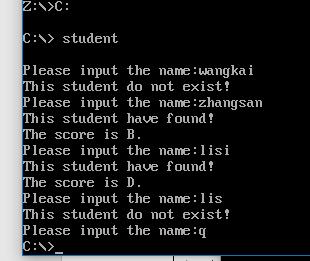 Z:\>C:
C:\> student
Please input the name:wangkai
This student do not exist!
Please input the name:zhangsan
This student have found!
The score is B.
Please input the name:lisi
This student have found!
The score is D.
Please input the name:lis
This student do not exist!
Please input the name:q
C:\>_